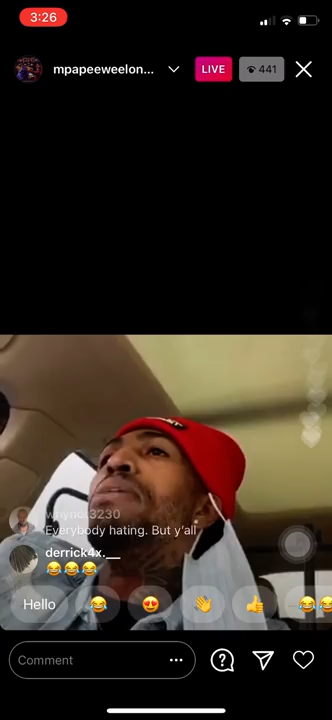 3:26
mpapeeweelon...
LIVE
441
Everybody hating. But y'all
derrick4x.__
😂😂😂
Hello
Comment